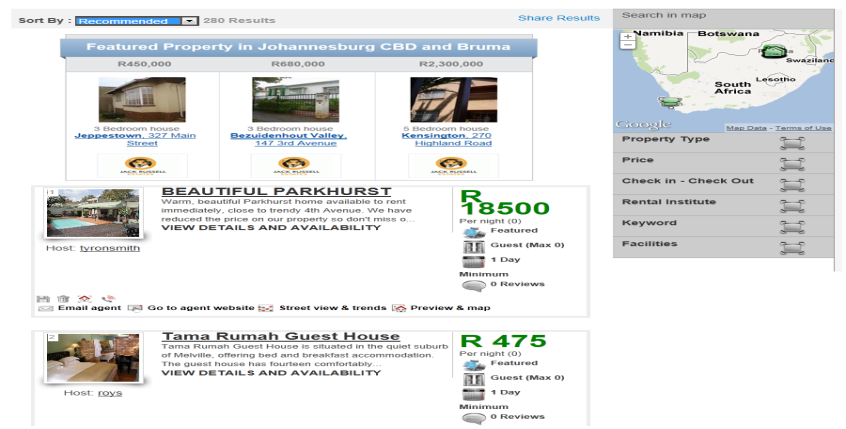 Sort By : Recommended 280 Results
Share Results
Featured Property in Johannesburg CBD and Bruma
R450,000 R680,000 R2,300,000
3 Bedroom house
Jeppestown, 327 Main
Street
JACK RUSSELL
3 Bedroom house
Bezuidenhout Valley,
147 3rd Avenue
JACK RUSSELL
5 Bedroom house
Kensington, 270
Highland Road
JACK RUSSELL
1
BEAUTIFUL PARKHURST
Warm, beautiful Parkhurst home available to rent
immediately, close to trendy 4th Avenue. We have
reduced the price on our property so don't miss o...
VIEW DETAILS AND AVAILABILITY
Host: tyronsmith
R
18500
Per night (0)
Featured
Guest (Max 0)
1 Day
Minimum
0 Reviews
Email agent Go to agent website Street view & trends Preview & map
2
Tama Rumah Guest House
Tama Rumah Guest House is situated in the quiet suburb
of Melville, offering bed and breakfast accommodation.
The guest house has fourteen comfortably...
VIEW DETAILS AND AVAILABILITY
Host: roys
R 475
Per night (0)
Featured
Guest (Max 0)
1 Day
Minimum
0 Reviews
Search in map
+
−
Namibia Botswana
Swaziland
Lesotho
South
Africa
Google
Map Data - Terms of Use
Property Type
Price
Check in - Check Out
Rental Institute
Keyword
Facilities